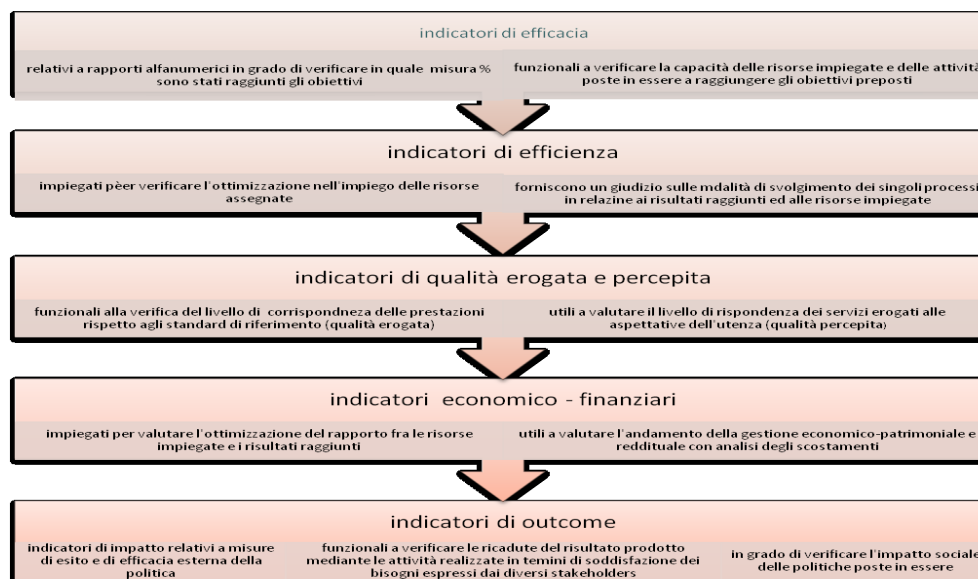 indicatori di efficacia
relativi a rapporti alfanumerici in grado di verificare in quale misura %
sono stati raggiunti gli obiettivi
funzionali a verificare la capacità delle risorse impiegate e delle attività
poste in essere a raggiungere gli obiettivi preposti
indicatori di efficienza
impiegati pèer verificare l'ottimizzazione nell'impiego delle risorse
assegnate
forniscono un giudizio sulle mdalità di svolgimento dei singoli processi
in relazine ai risultati raggiunti ed alle risorse impiegate
indicatori di qualità erogata e percepita
funzionali alla verifica del livello di corrispondneza delle prestazioni
rispetto agli standard di riferimento (qualità erogata)
utili a valutare il livello di rispondenza dei servizi erogati alle
aspettative dell'utenza (qualità percepita)
indicatori economico - finanziari
impiegati per valutare l'ottimizzazione del rapporto fra le risorse
impiegate e i risultati raggiunti
utili a valutare l'andamento della gestione economico-patrimoniale e
reddituale con analisi degli scostamenti
indicatori di outcome
indicatori di impatto relativi a misure
di esito e di efficacia esterna della
politica
funzionali a verificare le ricadute del risultato prodotto
mediante le attività realizzate in temini di soddisfazione dei
bisogni espressi dai diversi stakeholders
in grado di verificare l'impatto sociale
delle politiche poste in essere